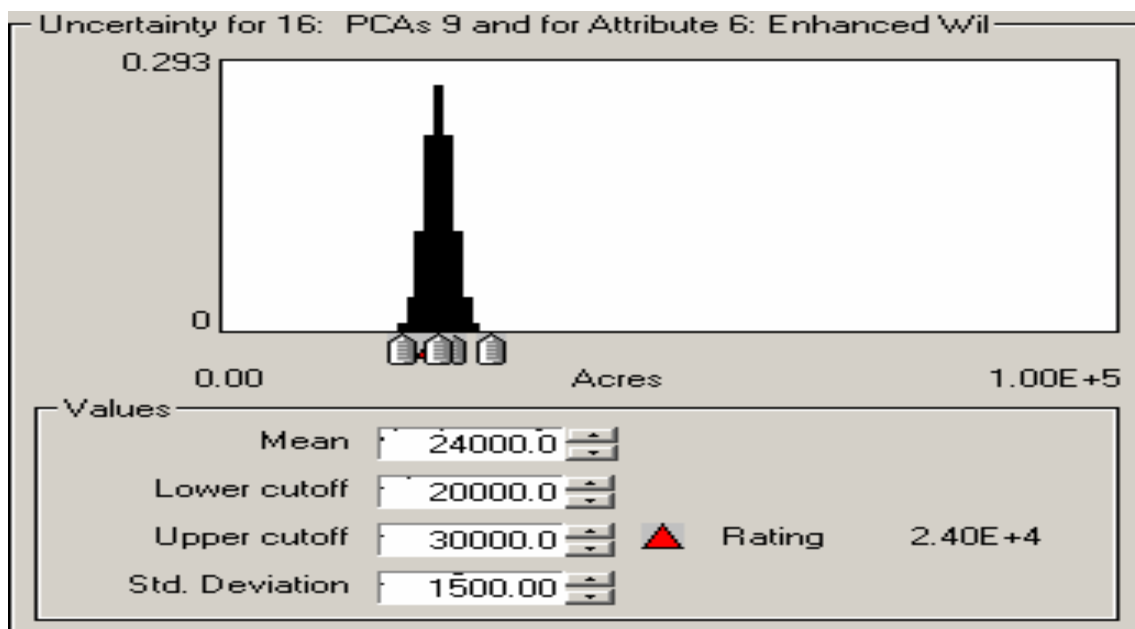 Uncertainty for 16: PCAs 9 and for Attribute 6: Enhanced Wil
0.293
0
0.00 Acres 1.00E+5
Values
Mean 24000.0
Lower cutoff 20000.0
Upper cutoff 30000.0 Rating 2.40E+4
Std. Deviation 1500.00